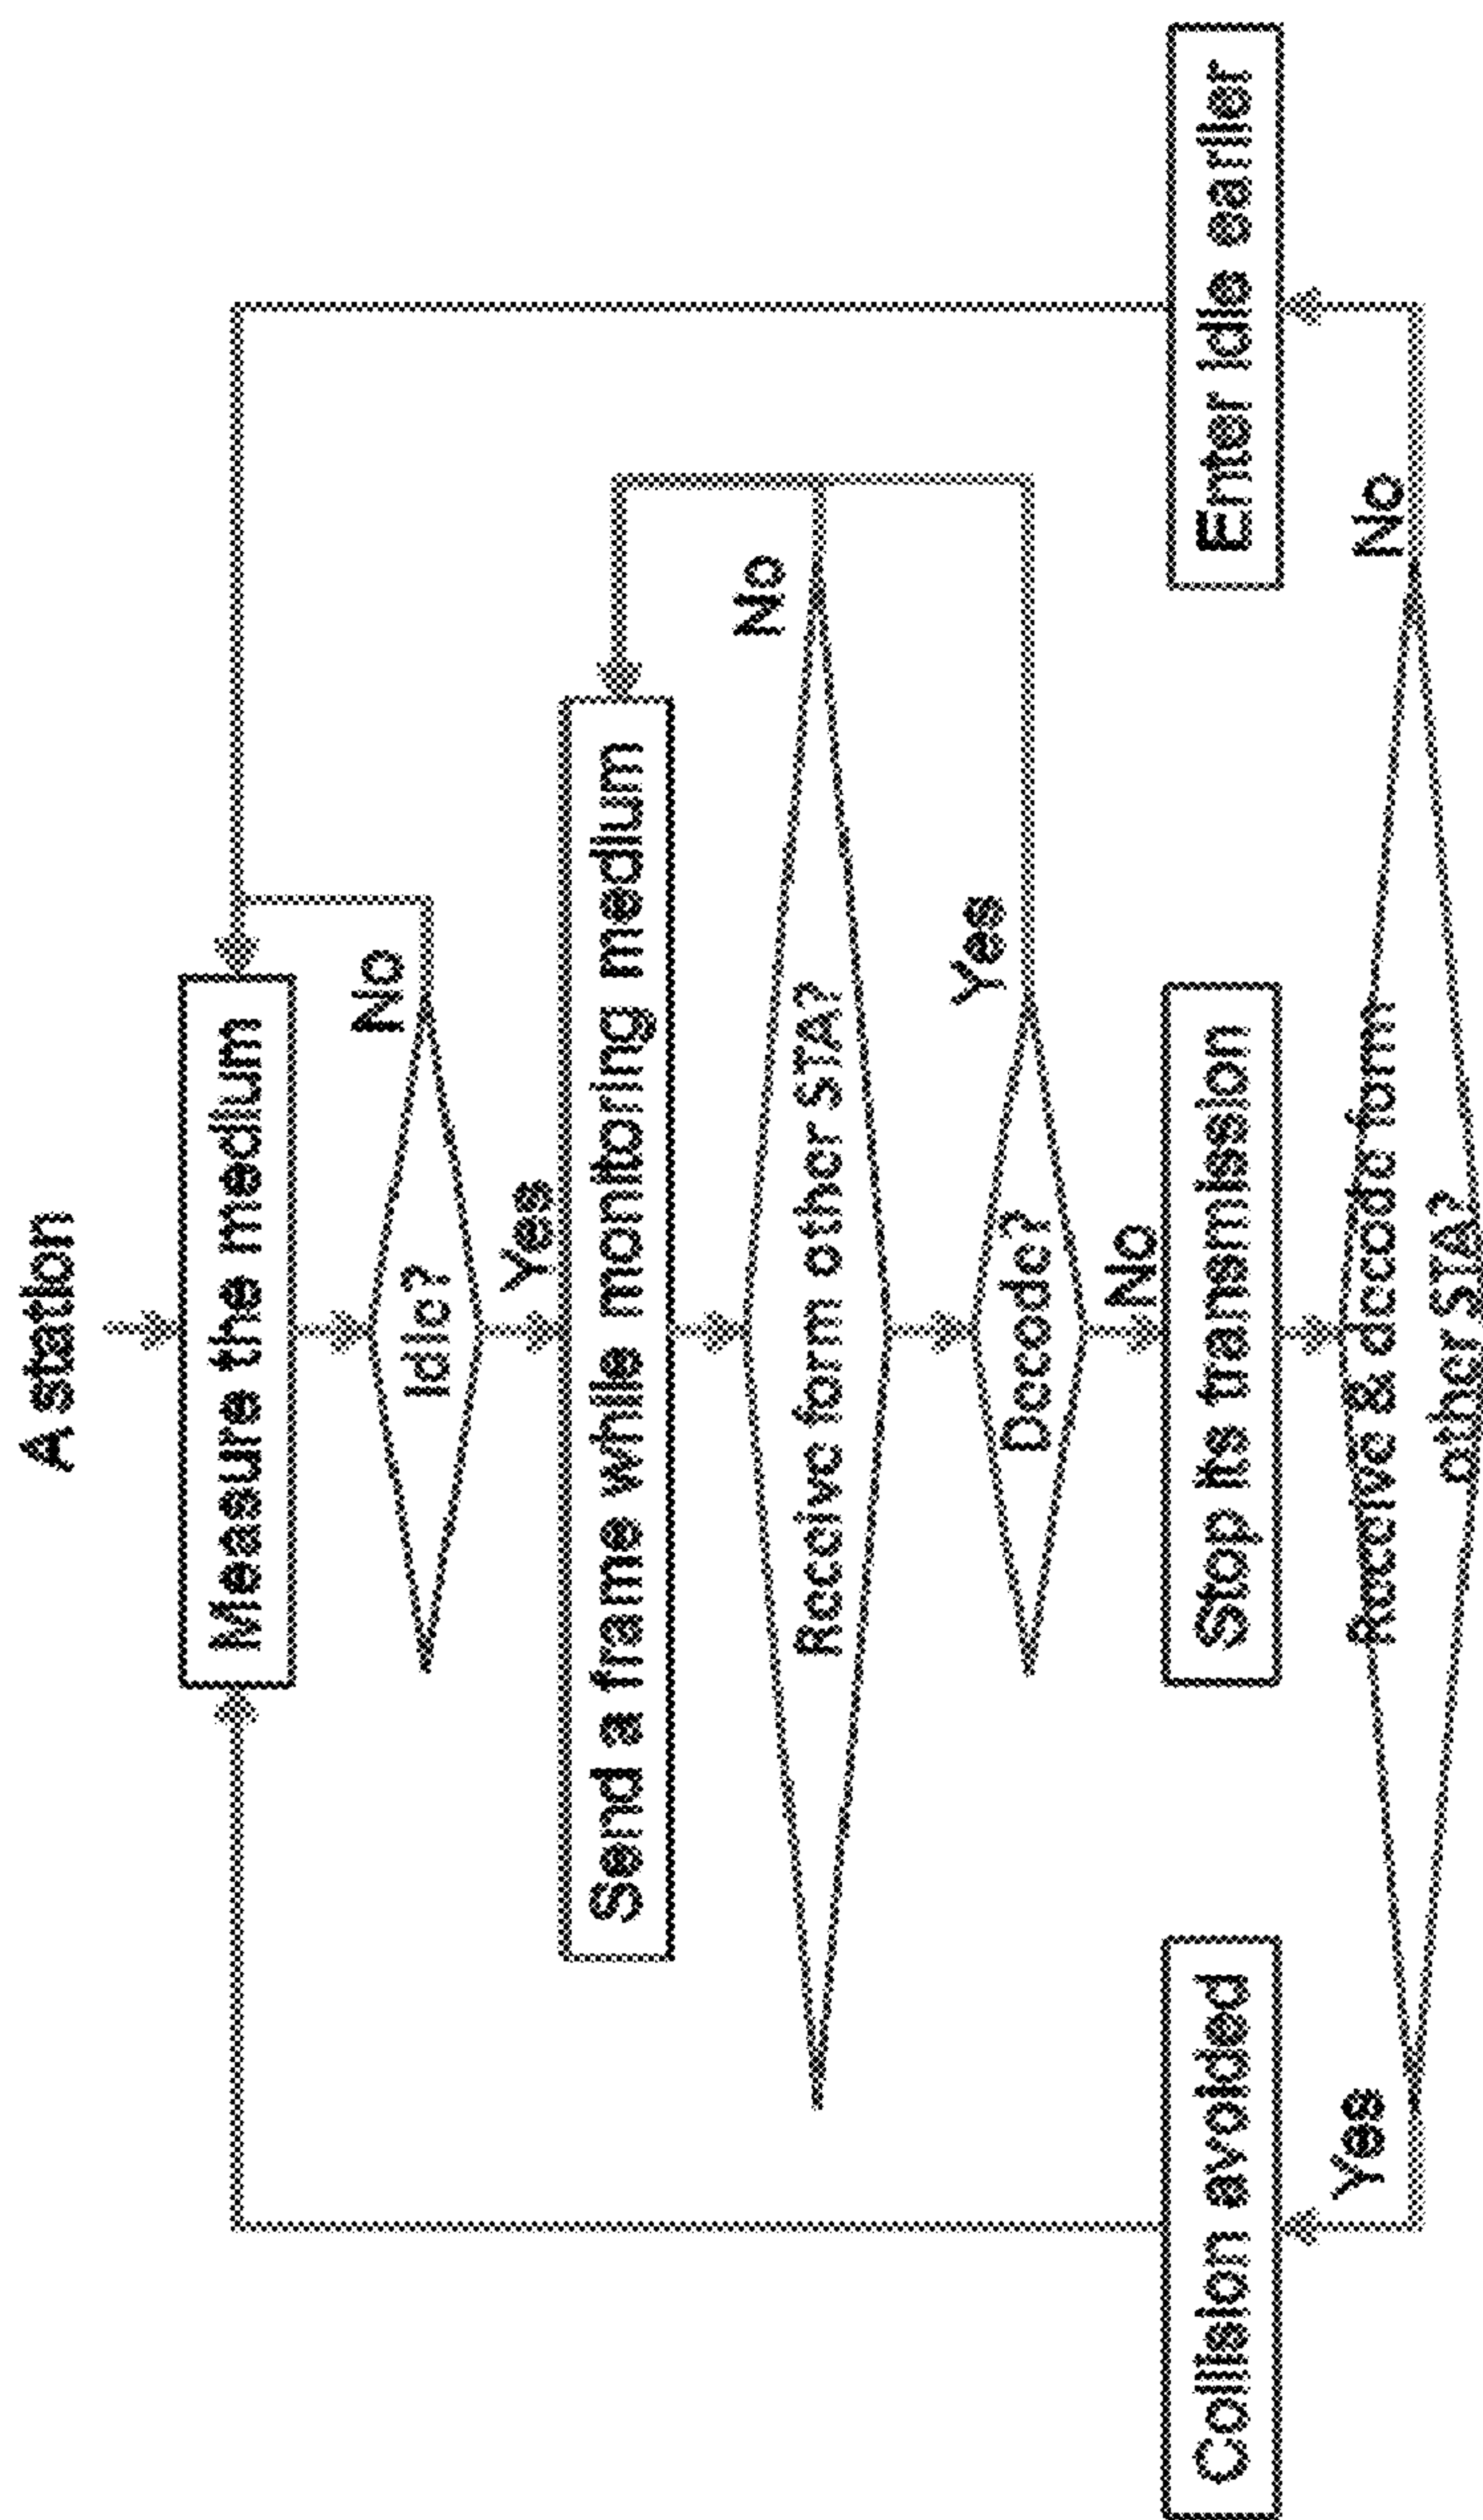 A station
Measure the medium
No
Idle?
Yes
Send a frame while monitoring medium
No
Receive form other STA?
Yes
Decode?
No
Collision avoided
Stop its transmission
Enter Idle earlier
Yes
No
Receive & decode form
other STA?